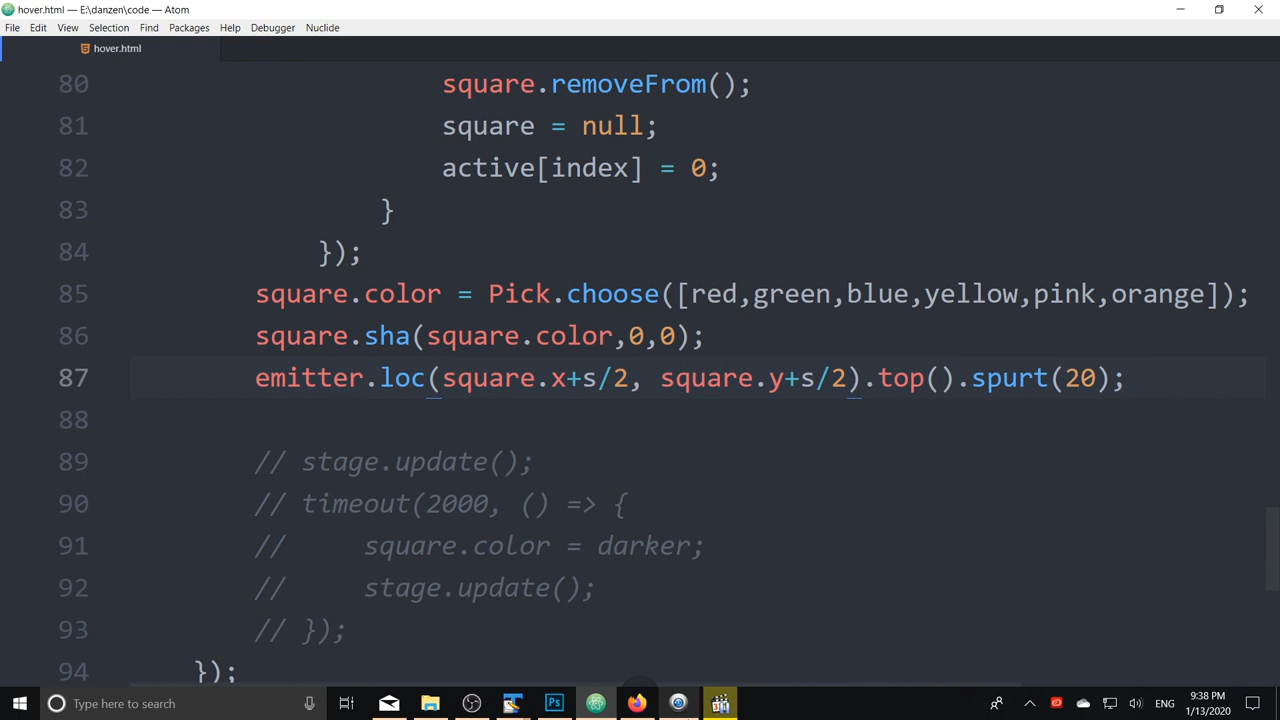 hover.html — E:\danzen\code — Atom
File Edit View Selection Find Packages Help Debugger Nuclide
hover.html
80 square.removeFrom();
81 square = null;
82 active[index] = 0;
83 }
84 });
85 square.color = Pick.choose([red,green,blue,yellow,pink,orange]);
86 square.sha(square.color,0,0);
87 emitter.loc(square.x+s/2, square.y+s/2).top().spurt(20);
88
89 // stage.update();
90 // timeout(2000, () => {
91 // square.color = darker;
92 // stage.update();
93 // });
94 });
Type here to search
Ps
ENG
9:38 PM
1/13/2020